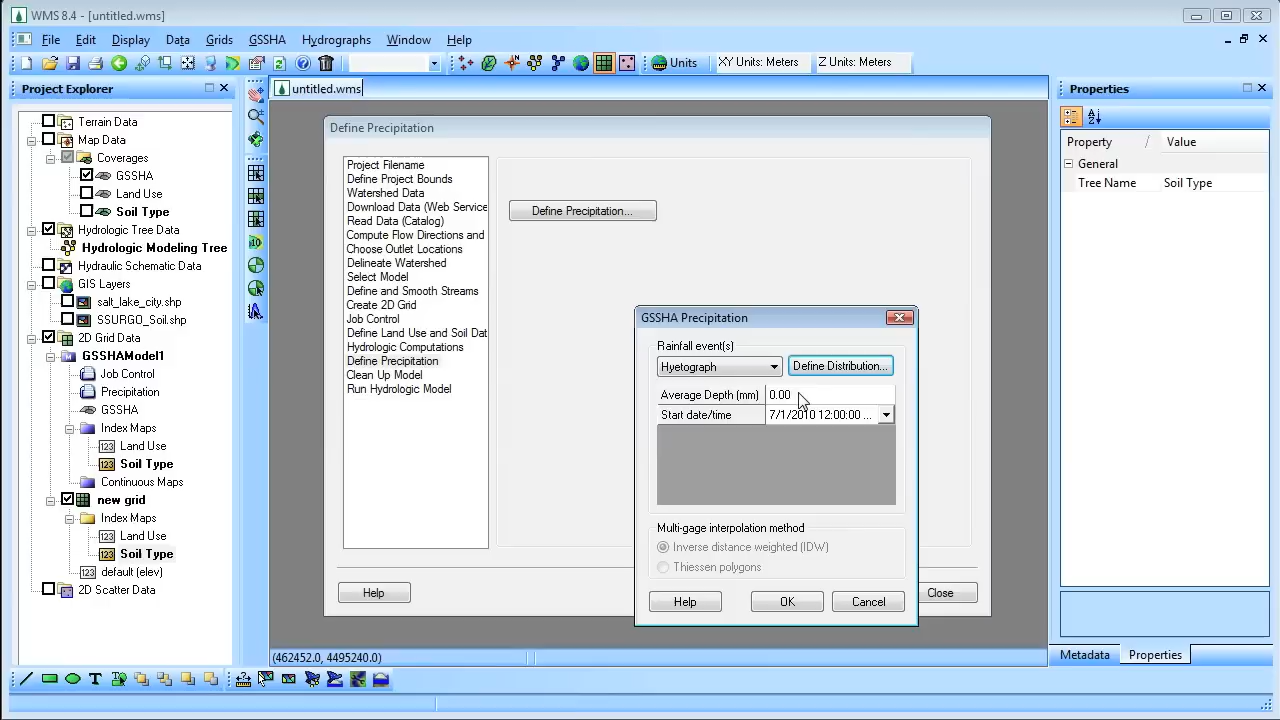 WMS 8.4 - [untitled.wms]
File Edit Display Data Grids GSSHA Hydrographs Window Help
Units XY Units: Meters Z Units: Meters
Project Explorer
Terrain Data
Map Data
Coverages
GSSHA
Land Use
Soil Type
Hydrologic Tree Data
Hydrologic Modeling Tree
Hydraulic Schematic Data
GIS Layers
salt_lake_city.shp
SSURGO_Soil.shp
2D Grid Data
GSSHAModel1
Job Control
Precipitation
GSSHA
Index Maps
Land Use
Soil Type
Continuous Maps
new grid
Index Maps
Land Use
Soil Type
default (elev)
2D Scatter Data
untitled.wms
Define Precipitation
Project Filename
Define Project Bounds
Watershed Data
Download Data (Web Service
Read Data (Catalog)
Compute Flow Directions and
Choose Outlet Locations
Delineate Watershed
Select Model
Define and Smooth Streams
Create 2D Grid
Job Control
Define Land Use and Soil Dat
Hydrologic Computations
Define Precipitation
Clean Up Model
Run Hydrologic Model
Define Precipitation...
Help
Close
GSSHA Precipitation
Rainfall event(s)
Hyetograph Define Distribution...
Average Depth (mm) 0.00
Start date/time 7/1/2010 12:00:00 ...
Multi-gage interpolation method
Inverse distance weighted (IDW)
Thiessen polygons
Help OK Cancel
Properties
Property / Value
General
Tree Name Soil Type
Metadata Properties
(462452.0, 4495240.0)